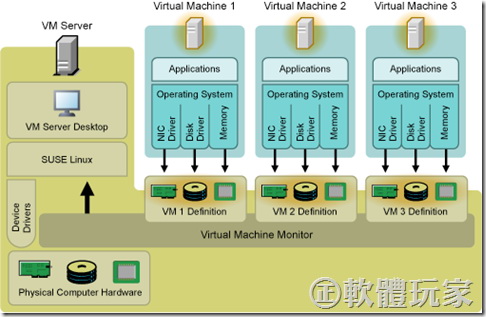 VM Server
VM Server Desktop
SUSE Linux
Device Drivers
Physical Computer Hardware
Virtual Machine 1
Applications
Operating System
NIC Driver
Disk Driver
Memory
VM 1 Definition
Virtual Machine 2
Applications
Operating System
NIC Driver
Disk Driver
Memory
VM 2 Definition
Virtual Machine 3
Applications
Operating System
NIC Driver
Disk Driver
Memory
VM 3 Definition
Virtual Machine Monitor
正軟體玩家